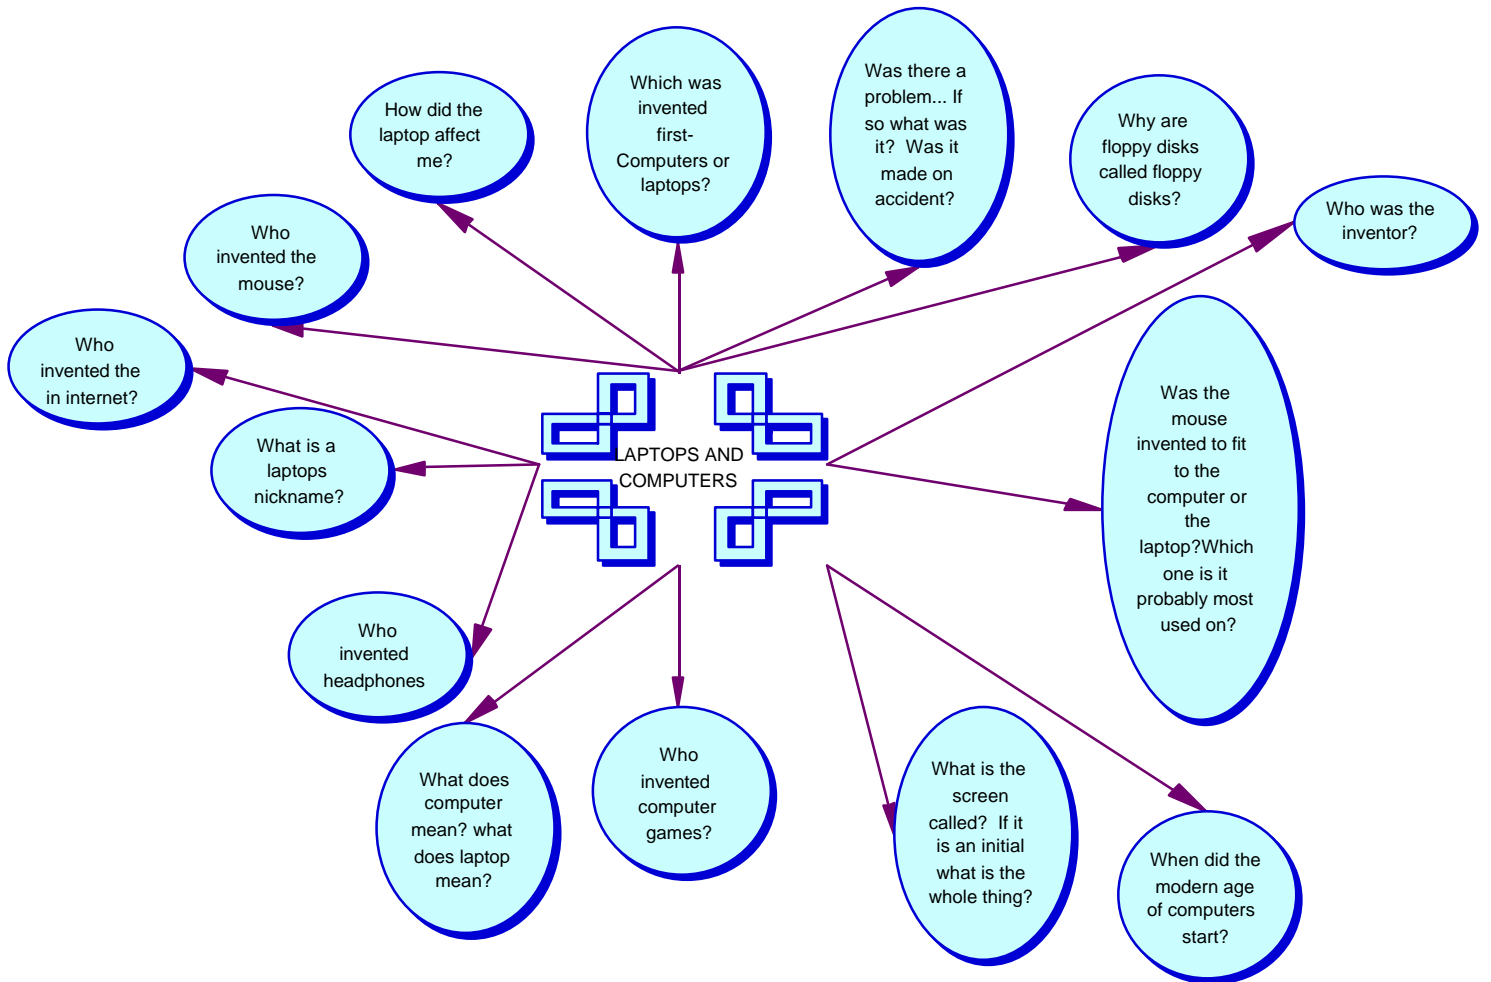 Was there a
problem... If
so what was
it?  Was it
made on
accident?
Which was
invented
first-
Computers or
laptops?
How did the
laptop affect
me?
Why are
floppy disks
called floppy
disks?
Who was the
inventor?
Who
invented the
mouse?
Who
invented the
in internet?
What is a
laptops
nickname?
LAPTOPS AND
COMPUTERS
Was the
mouse
invented to fit
to the
computer or
the
laptop?Which
one is it
probably most
used on?
Who
invented
headphones
What does
computer
mean? what
does laptop
mean?
Who
invented
computer
games?
What is the
screen
called?  If it
is an initial
what is the
whole thing?
When did the
modern age
of computers
start?